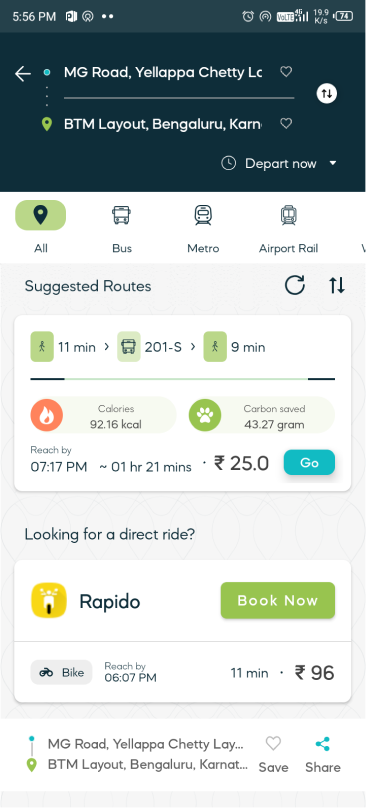 5:56 PM
VoLTE 4G 19.9 K/s 74
MG Road, Yellappa Chetty La
BTM Layout, Bengaluru, Karn
Depart now
All Bus Metro Airport Rail
Suggested Routes
11 min > 201-S > 9 min
Calories Carbon saved
92.16 kcal 43.27 gram
Reach by
07:17 PM ~ 01 hr 21 mins · ₹ 25.0 Go
Looking for a direct ride?
Rapido Book Now
Bike Reach by 06:07 PM 11 min · ₹ 96
MG Road, Yellappa Chetty Lay...
BTM Layout, Bengaluru, Karnat...
Save Share